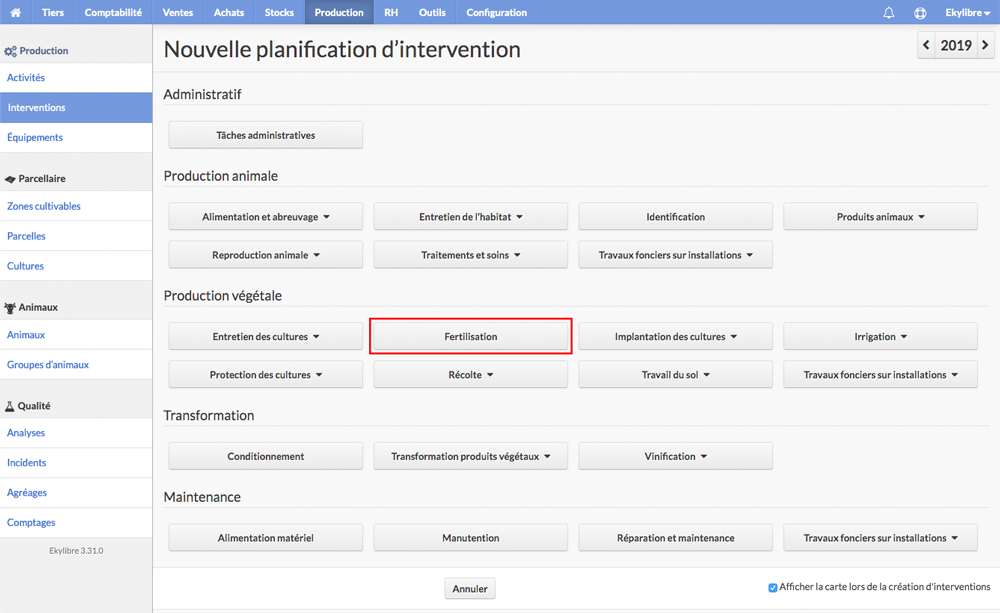 Tiers Comptabilité Ventes Achats Stocks Production RH Outils Configuration Ekylibre
Production
Activités
Interventions
Équipements
Parcellaire
Zones cultivables
Parcelles
Cultures
Animaux
Animaux
Groupes d'animaux
Qualité
Analyses
Incidents
Agréages
Comptages
Ekylibre 3.31.0
Nouvelle planification d'intervention
2019
Administratif
Tâches administratives
Production animale
Alimentation et abreuvage Entretien de l'habitat Identification Produits animaux
Reproduction animale Traitements et soins Travaux fonciers sur installations
Production végétale
Entretien des cultures Fertilisation Implantation des cultures Irrigation
Protection des cultures Récolte Travail du sol Travaux fonciers sur installations
Transformation
Conditionnement Transformation produits végétaux Vinification
Maintenance
Alimentation matériel Manutention Réparation et maintenance Travaux fonciers sur installations
Annuler
Afficher la carte lors de la création d'interventions